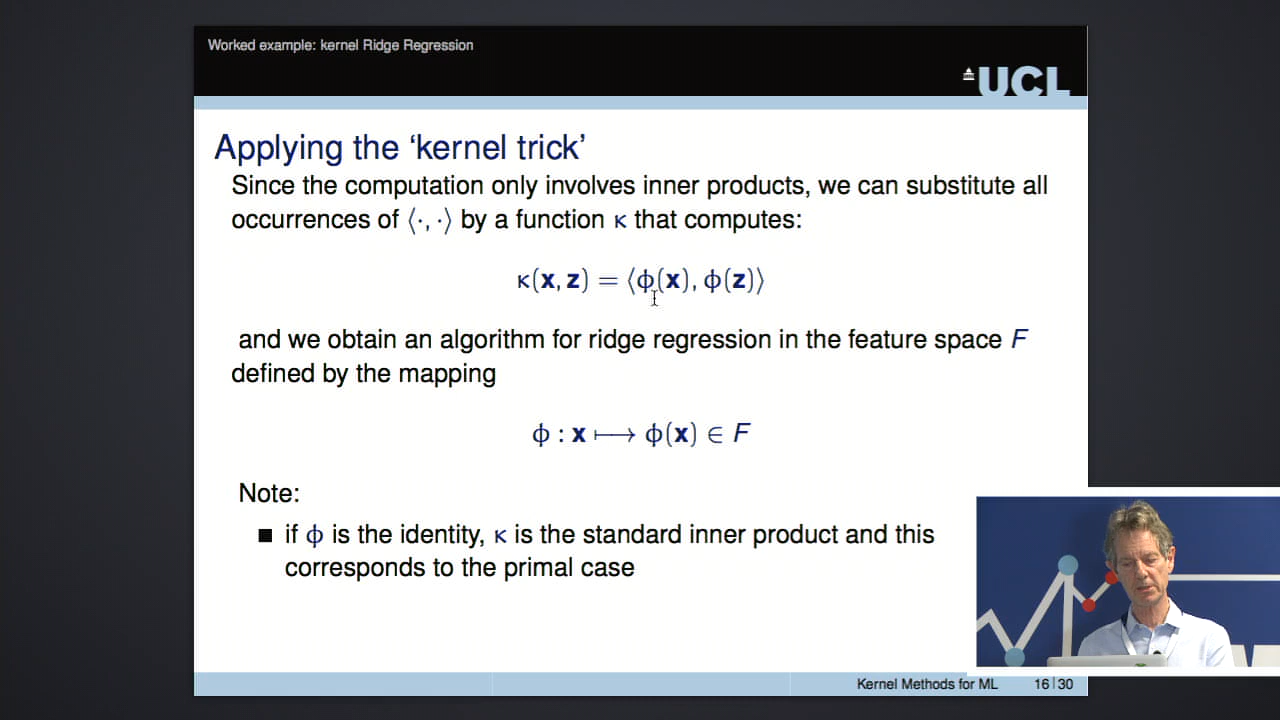 Worked example: kernel Ridge Regression
UCL
Applying the ‘kernel trick’
Since the computation only involves inner products, we can substitute all
occurrences of ⟨·, ·⟩ by a function κ that computes:
κ(x, z) = ⟨ϕ(x), ϕ(z)⟩
and we obtain an algorithm for ridge regression in the feature space F
defined by the mapping
ϕ : x ⟼ ϕ(x) ∈ F
Note:
■ if ϕ is the identity, κ is the standard inner product and this
corresponds to the primal case
Kernel Methods for ML 16 | 30